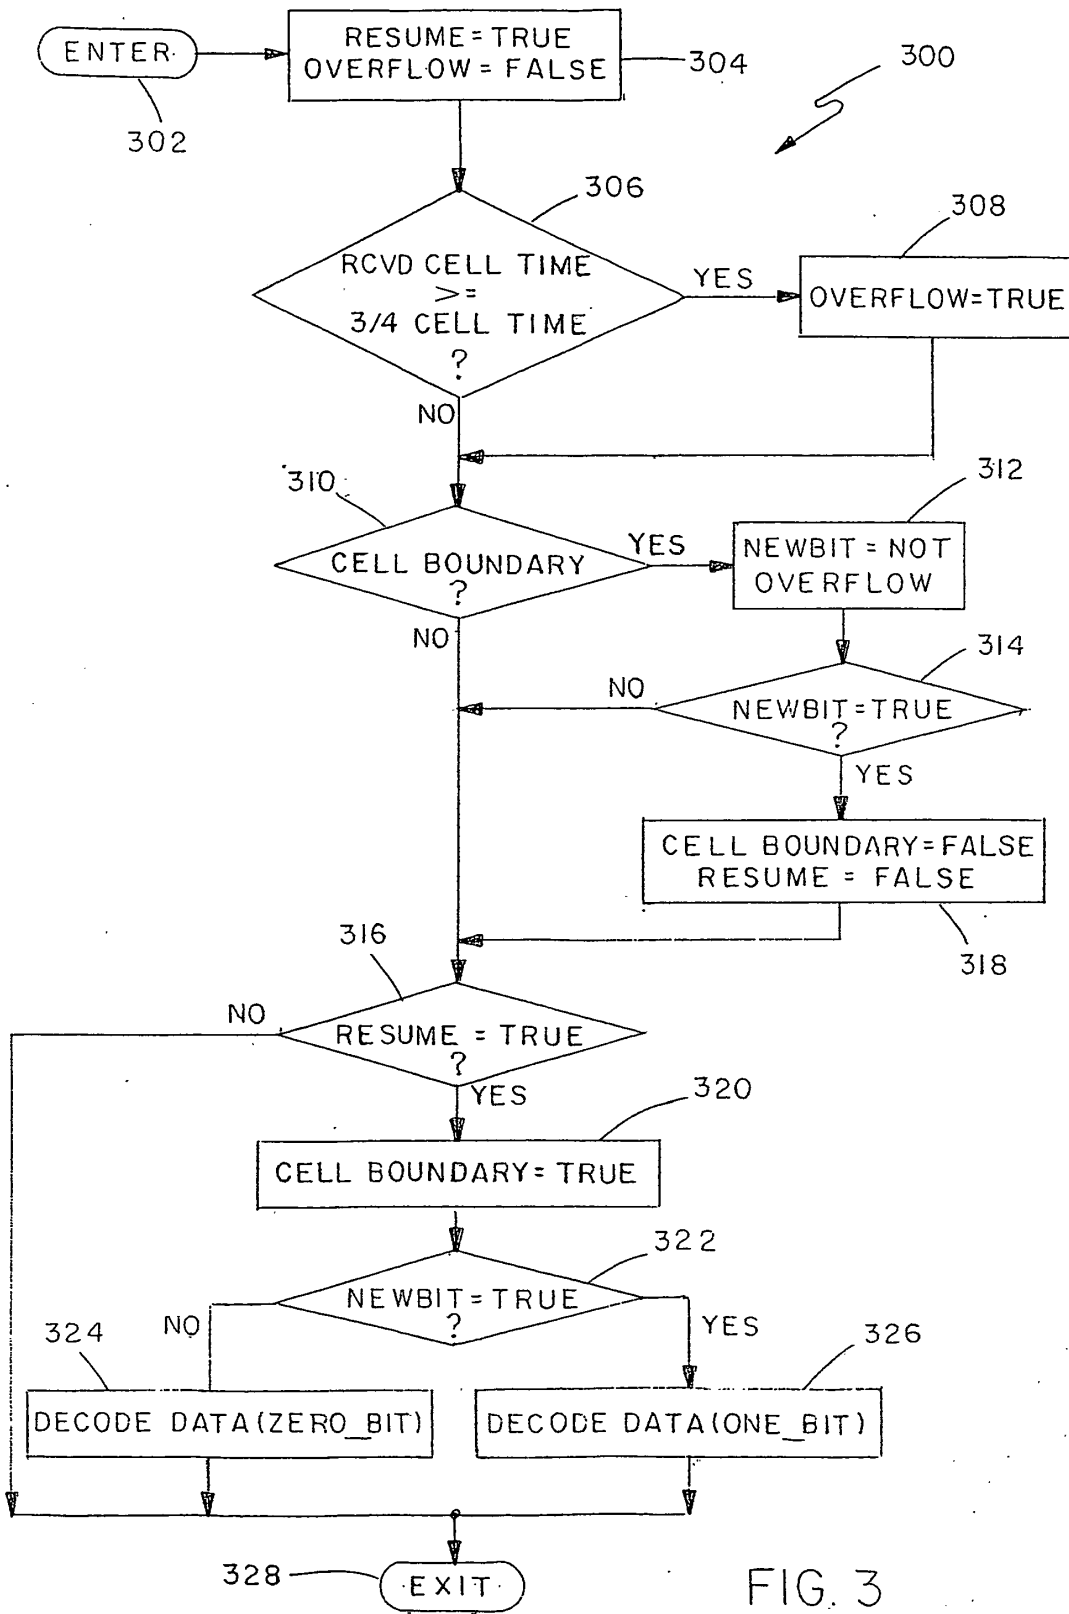 ENTER
302
RESUME=TRUE
OVERFLOW=FALSE
304
300
306
RCVD CELL TIME
>=
3/4 CELL TIME
?
YES
NO
308
OVERFLOW=TRUE
310
CELL BOUNDARY
?
YES
NO
312
NEWBIT=NOT
OVERFLOW
314
NEWBIT=TRUE
?
NO
YES
CELL BOUNDARY=FALSE
RESUME = FALSE
318
316
RESUME = TRUE
?
NO
YES
320
CELL BOUNDARY=TRUE
322
NEWBIT=TRUE
?
NO
YES
324
DECODE DATA(ZERO_BIT)
326
DECODE DATA(ONE_BIT)
328
EXIT
FIG. 3